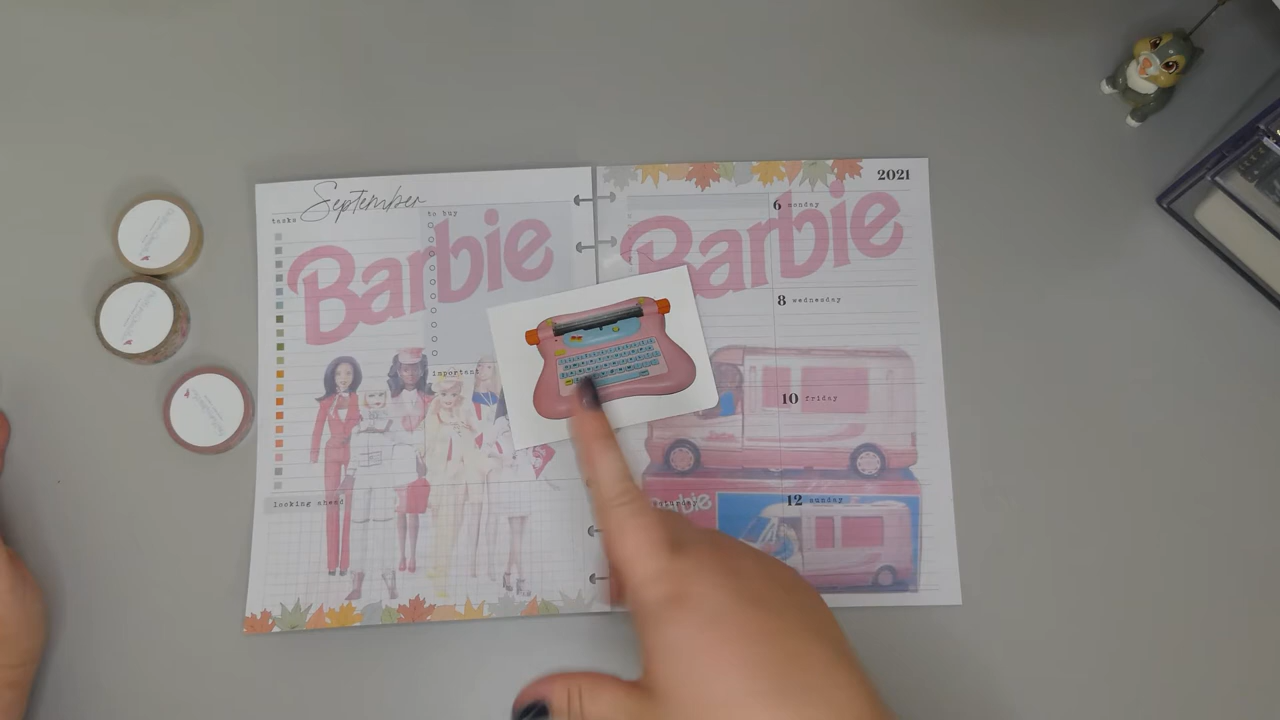 September
tasks
to buy
Barbie
important
looking ahead
2021
6 monday
Barbie
8 wednesday
10 friday
12 sunday
Barbie